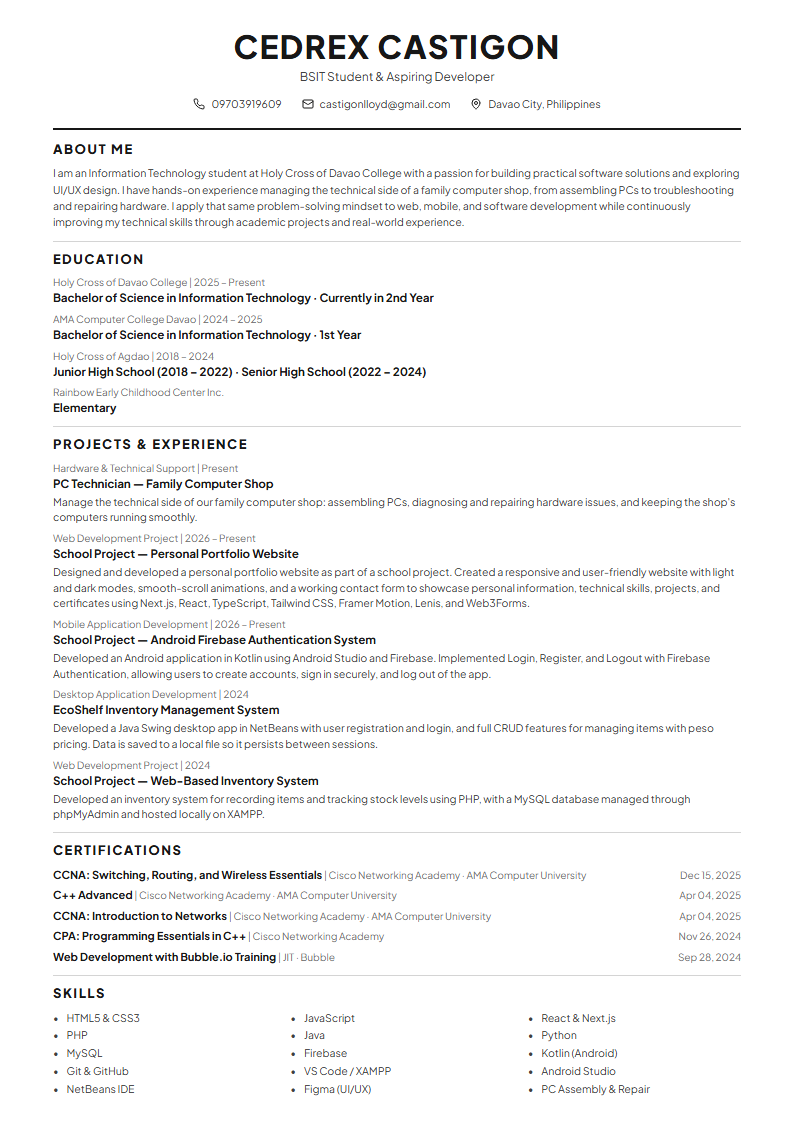 CEDREX CASTIGON
BSIT Student & Aspiring Developer
09703919609 castigonlloyd@gmail.com Davao City, Philippines
ABOUT ME
I am an Information Technology student at Holy Cross of Davao College with a passion for building practical software solutions and exploring
UI/UX design. I have hands-on experience managing the technical side of a family computer shop, from assembling PCs to troubleshooting
and repairing hardware. I apply that same problem-solving mindset to web, mobile, and software development while continuously
improving my technical skills through academic projects and real-world experience.
EDUCATION
Holy Cross of Davao College | 2025 – Present
Bachelor of Science in Information Technology · Currently in 2nd Year
AMA Computer College Davao | 2024 – 2025
Bachelor of Science in Information Technology · 1st Year
Holy Cross of Agdao | 2018 – 2024
Junior High School (2018 – 2022) · Senior High School (2022 – 2024)
Rainbow Early Childhood Center Inc.
Elementary
PROJECTS & EXPERIENCE
Hardware & Technical Support | Present
PC Technician — Family Computer Shop
Manage the technical side of our family computer shop: assembling PCs, diagnosing and repairing hardware issues, and keeping the shop's
computers running smoothly.
Web Development Project | 2026 – Present
School Project — Personal Portfolio Website
Designed and developed a personal portfolio website as part of a school project. Created a responsive and user-friendly website with light
and dark modes, smooth-scroll animations, and a working contact form to showcase personal information, technical skills, projects, and
certificates using Next.js, React, TypeScript, Tailwind CSS, Framer Motion, Lenis, and Web3Forms.
Mobile Application Development | 2026 – Present
School Project — Android Firebase Authentication System
Developed an Android application in Kotlin using Android Studio and Firebase. Implemented Login, Register, and Logout with Firebase
Authentication, allowing users to create accounts, sign in securely, and log out of the app.
Desktop Application Development | 2024
EcoShelf Inventory Management System
Developed a Java Swing desktop app in NetBeans with user registration and login, and full CRUD features for managing items with peso
pricing. Data is saved to a local file so it persists between sessions.
Web Development Project | 2024
School Project — Web-Based Inventory System
Developed an inventory system for recording items and tracking stock levels using PHP, with a MySQL database managed through
phpMyAdmin and hosted locally on XAMPP.
CERTIFICATIONS
CCNA: Switching, Routing, and Wireless Essentials | Cisco Networking Academy · AMA Computer University Dec 15, 2025
C++ Advanced | Cisco Networking Academy · AMA Computer University Apr 04, 2025
CCNA: Introduction to Networks | Cisco Networking Academy · AMA Computer University Apr 04, 2025
CPA: Programming Essentials in C++ | Cisco Networking Academy Nov 26, 2024
Web Development with Bubble.io Training | JIT · Bubble Sep 28, 2024
SKILLS
• HTML5 & CSS3 • JavaScript • React & Next.js
• PHP • Java • Python
• MySQL • Firebase • Kotlin (Android)
• Git & GitHub • VS Code / XAMPP • Android Studio
• NetBeans IDE • Figma (UI/UX) • PC Assembly & Repair